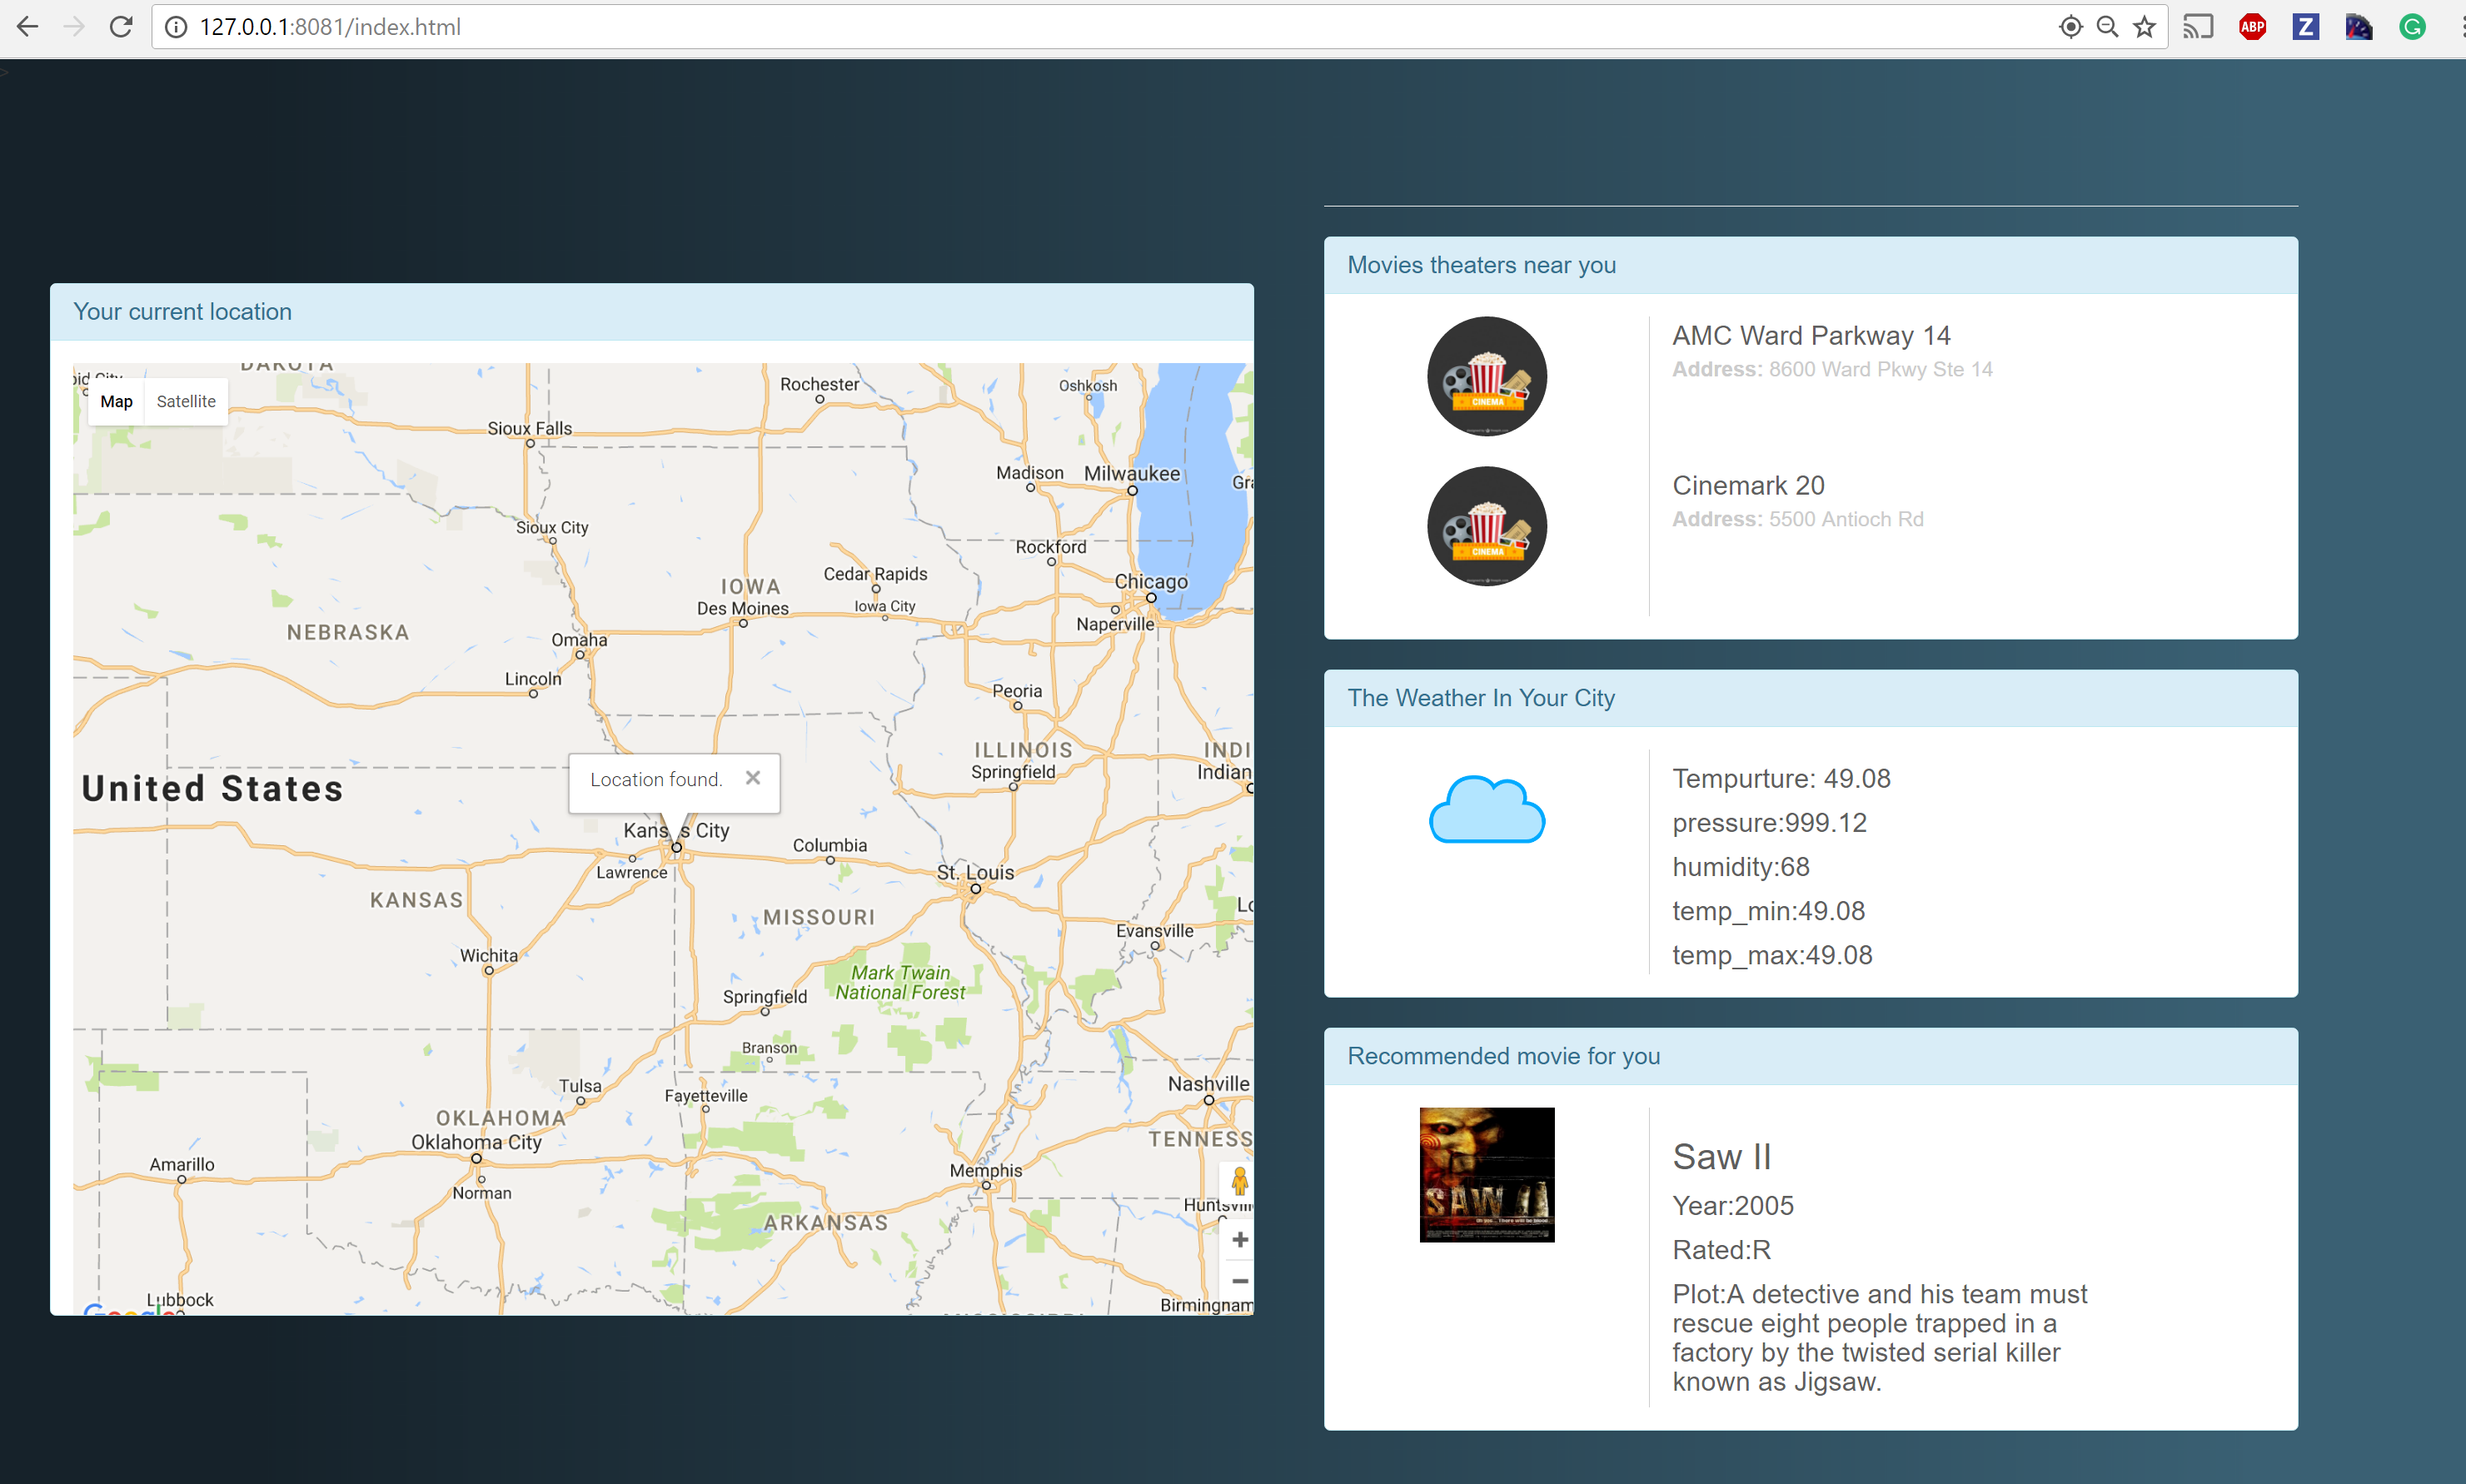 127.0.0.1:8081/index.html
ABP
Z
G
>
Your current location
Map
Satellite
DAKOTA
Rochester
Oshkosh
Sioux Falls
Madison
Milwaukee
Sioux City
Rockford
IOWA
Cedar Rapids
Chicago
Des Moines
Iowa City
Naperville
NEBRASKA
Omaha
Lincoln
Peoria
ILLINOIS
INDI
Springfield
Indian
United States
Location found.
Kansas City
Columbia
Lawrence
St. Louis
KANSAS
MISSOURI
Evansville
Wichita
Mark Twain
National Forest
Springfield
Branson
Tulsa
Fayetteville
Nashville
OKLAHOMA
Oklahoma City
TENNESS
Amarillo
Memphis
Norman
Huntsvill
ARKANSAS
Lubbock
Birmingham
Google
Movies theaters near you
CINEMA
AMC Ward Parkway 14
Address: 8600 Ward Pkwy Ste 14
CINEMA
Cinemark 20
Address: 5500 Antioch Rd
The Weather In Your City
Tempurture: 49.08
pressure:999.12
humidity:68
temp_min:49.08
temp_max:49.08
Recommended movie for you
SAW II
Saw II
Year:2005
Rated:R
Plot:A detective and his team must
rescue eight people trapped in a
factory by the twisted serial killer
known as Jigsaw.